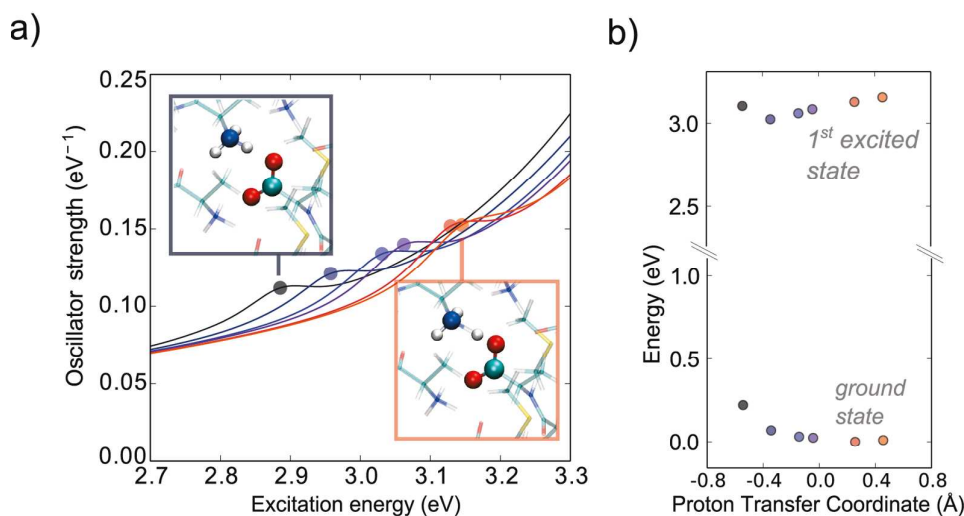 a)
b)
0.25
0.20
0.15
0.10
0.05
0.00
Oscillator strength (eV⁻¹)
2.7 2.8 2.9 3.0 3.1 3.2 3.3
Excitation energy (eV)
3.0
2.5
1.0
0.5
0.0
Energy (eV)
1st excited
state
ground
state
-0.8 -0.4 0.0 0.4 0.8
Proton Transfer Coordinate (Å)